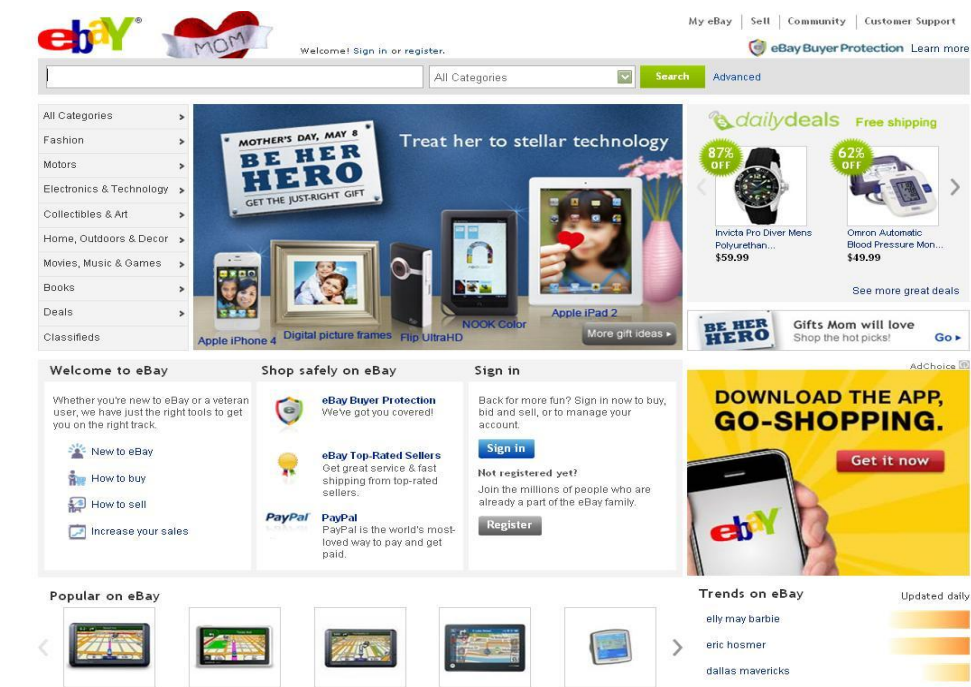 ebaY®
MOM
Welcome! Sign in or register.
My eBay
Sell
Community
Customer Support
eBay Buyer Protection Learn more
All Categories
Search
Advanced
All Categories
Fashion
Motors
Electronics & Technology
Collectibles & Art
Home, Outdoors & Decor
Movies, Music & Games
Books
Deals
Classifieds
MOTHER'S DAY, MAY 8
BE HER
HERO
GET THE JUST-RIGHT GIFT
Treat her to stellar technology
Apple iPhone 4
Digital picture frames
Flip UltraHD
NOOK Color
Apple iPad 2
More gift ideas
dailydeals Free shipping
87%
OFF
62%
OFF
Invicta Pro Diver Mens
Polyurethan...
$59.99
Omron Automatic
Blood Pressure Mon...
$49.99
See more great deals
BE HER
HERO
Gifts Mom will love
Shop the hot picks!
Go
Welcome to eBay
Whether you're new to eBay or a veteran
user, we have just the right tools to get
you on the right track.
New to eBay
How to buy
How to sell
Increase your sales
Shop safely on eBay
eBay Buyer Protection
We've got you covered!
eBay Top-Rated Sellers
Get great service & fast
shipping from top-rated
sellers.
PayPal
PayPal
PayPal is the world's most-
loved way to pay and get
paid.
Sign in
Back for more fun? Sign in now to buy,
bid and sell, or to manage your
account.
Sign in
Not registered yet?
Join the millions of people who are
already a part of the eBay family.
Register
AdChoice
DOWNLOAD THE APP,
GO-SHOPPING.
Get it now
ebaY
Popular on eBay
Trends on eBay
Updated daily
elly may barbie
eric hosmer
dallas mavericks